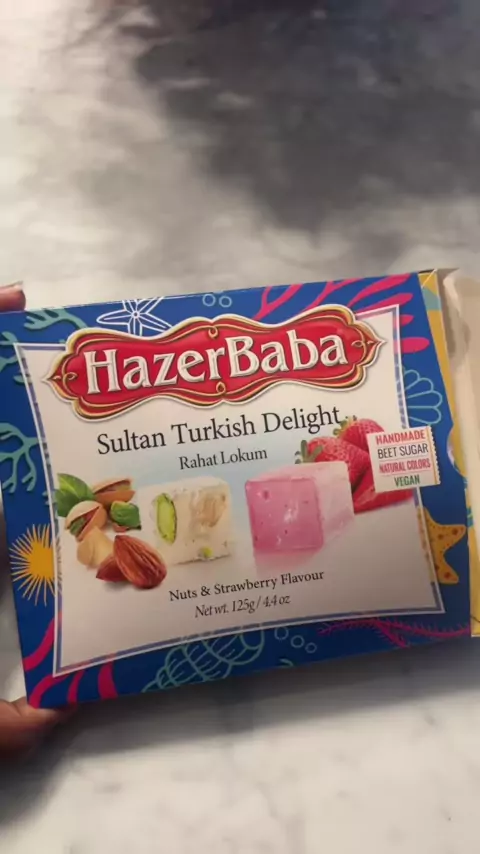 HazerBaba
Sultan Turkish Delight
Rahat Lokum
HANDMADE
BEET SUGAR
NATURAL COLORS
VEGAN
Nuts & Strawberry Flavour
Net wt. 125g / 4.4 oz